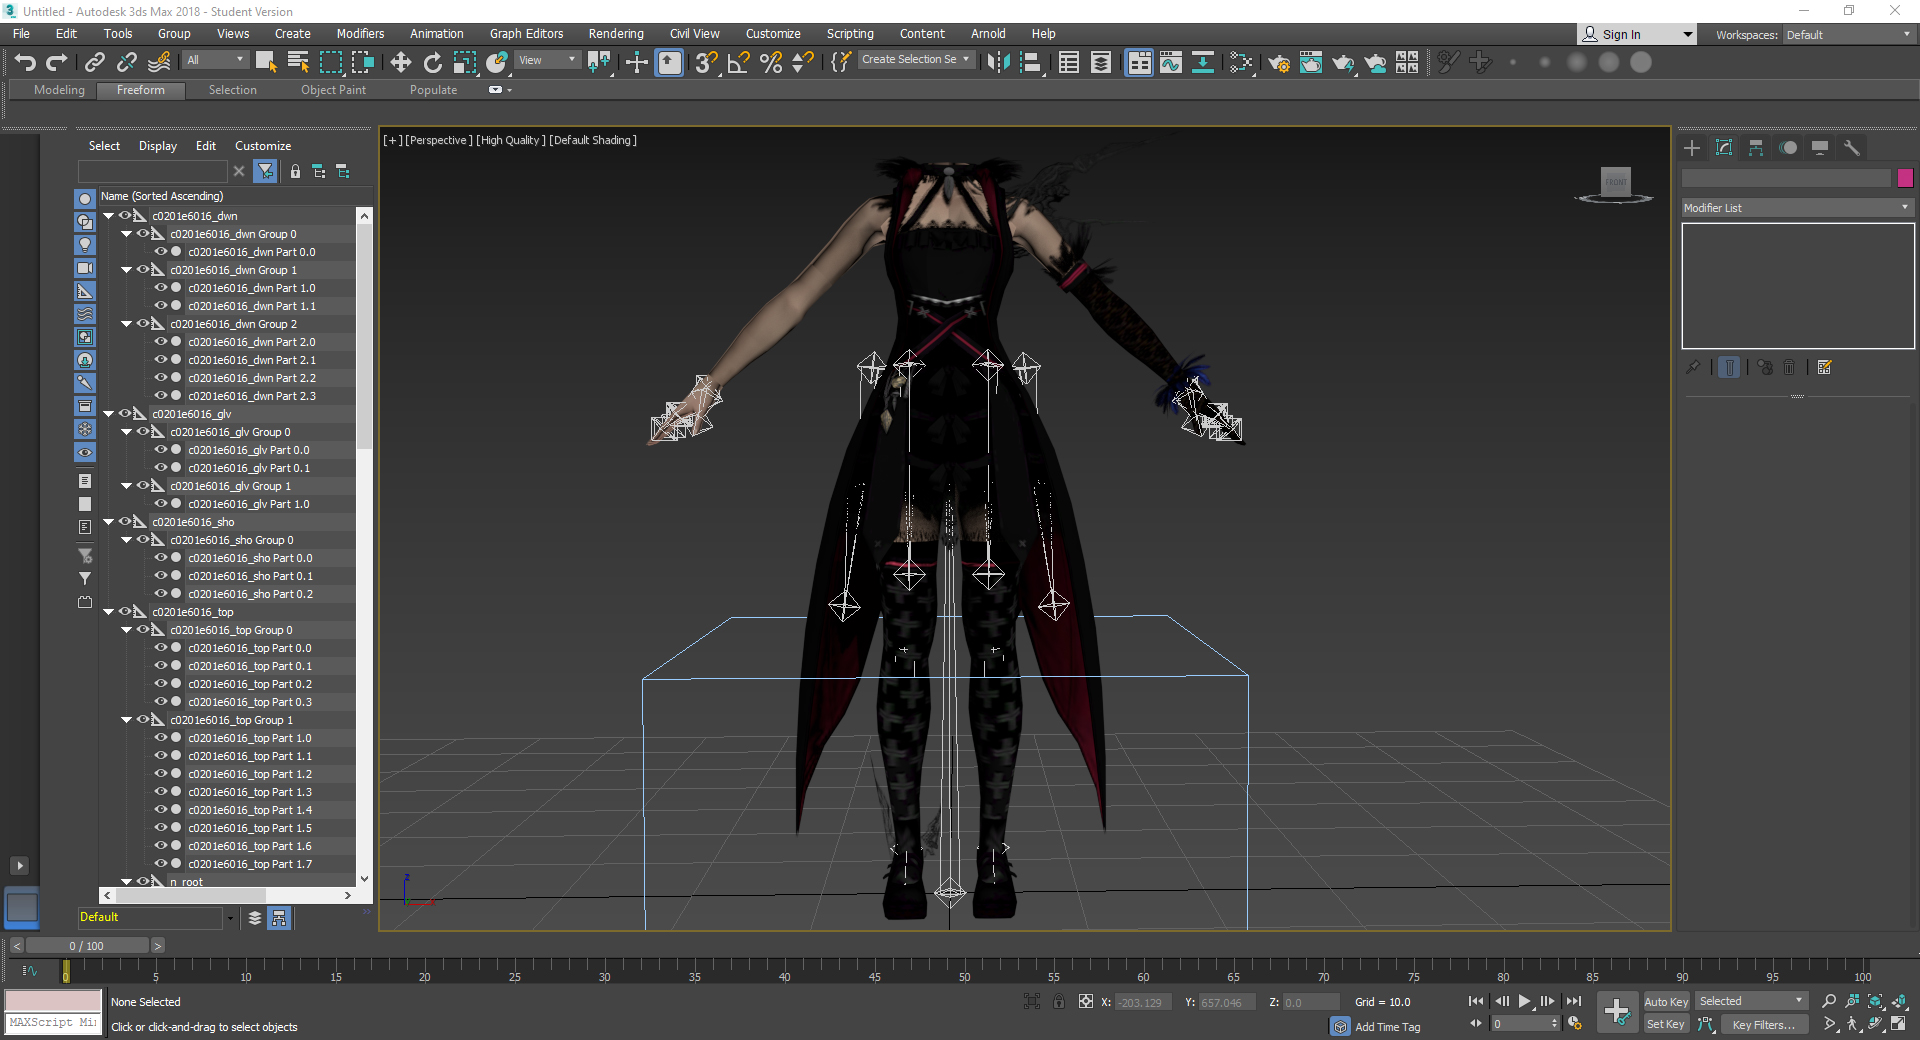 Untitled - Autodesk 3ds Max 2018 - Student Version
File Edit Tools Group Views Create Modifiers Animation Graph Editors Rendering Civil View Customize Scripting Content Arnold Help Sign In Workspaces: Default
All View Create Selection Se
Modeling Freeform Selection Object Paint Populate
Select Display Edit Customize
Name (Sorted Ascending)
c0201e6016_dwn
c0201e6016_dwn Group 0
c0201e6016_dwn Part 0.0
c0201e6016_dwn Group 1
c0201e6016_dwn Part 1.0
c0201e6016_dwn Part 1.1
c0201e6016_dwn Group 2
c0201e6016_dwn Part 2.0
c0201e6016_dwn Part 2.1
c0201e6016_dwn Part 2.2
c0201e6016_dwn Part 2.3
c0201e6016_glv
c0201e6016_glv Group 0
c0201e6016_glv Part 0.0
c0201e6016_glv Part 0.1
c0201e6016_glv Group 1
c0201e6016_glv Part 1.0
c0201e6016_sho
c0201e6016_sho Group 0
c0201e6016_sho Part 0.0
c0201e6016_sho Part 0.1
c0201e6016_sho Part 0.2
c0201e6016_top
c0201e6016_top Group 0
c0201e6016_top Part 0.0
c0201e6016_top Part 0.1
c0201e6016_top Part 0.2
c0201e6016_top Part 0.3
c0201e6016_top Group 1
c0201e6016_top Part 1.0
c0201e6016_top Part 1.1
c0201e6016_top Part 1.2
c0201e6016_top Part 1.3
c0201e6016_top Part 1.4
c0201e6016_top Part 1.5
c0201e6016_top Part 1.6
c0201e6016_top Part 1.7
n_root
Default
[+] [Perspective] [High Quality] [Default Shading]
FRONT
z
Modifier List
< 0 / 100 >
0 5 10 15 20 25 30 35 40 45 50 55 60 65 70 75 80 85 90 95 100
MAXScript Mi
None Selected
Click or click-and-drag to select objects
X: -203.129 Y: 657.046 Z: 0.0 Grid = 10.0
Add Time Tag
0
Auto Key Selected
Set Key Key Filters...